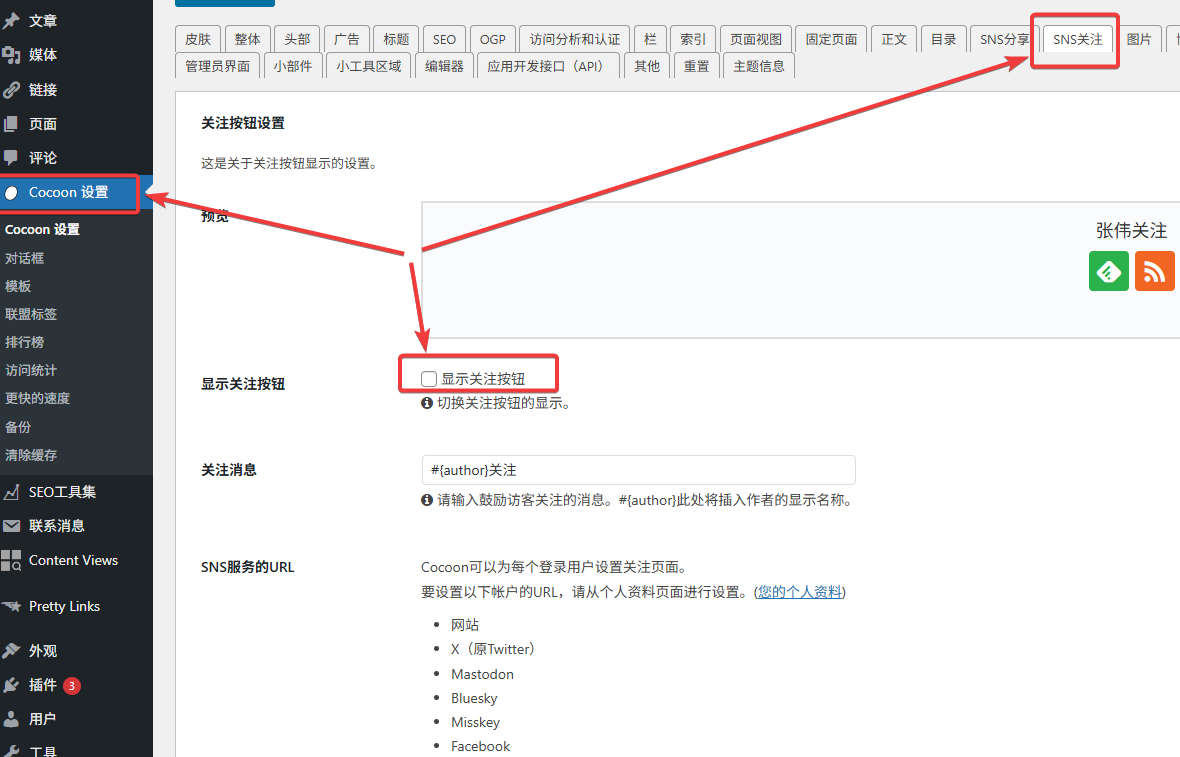 文章
媒体
链接
页面
评论
Cocoon 设置
Cocoon 设置
对话框
模板
联盟标签
排行榜
访问统计
更快的速度
备份
清除缓存
SEO工具集
联系消息
Content Views
Pretty Links
外观
插件 3
用户
工具
皮肤 整体 头部 广告 标题 SEO OGP 访问分析和认证 栏 索引 页面视图 固定页面 正文 目录 SNS分享 SNS关注 图片
管理员界面 小部件 小工具区域 编辑器 应用开发接口（API） 其他 重置 主题信息
关注按钮设置
这是关于关注按钮显示的设置。
预览
张伟关注
显示关注按钮
显示关注按钮
切换关注按钮的显示。
关注消息
#{author}关注
请输入鼓励访客关注的消息。#{author}此处将插入作者的显示名称。
SNS服务的URL
Cocoon可以为每个登录用户设置关注页面。
要设置以下帐户的URL，请从个人资料页面进行设置。(您的个人资料)
网站
X（原Twitter）
Mastodon
Bluesky
Misskey
Facebook